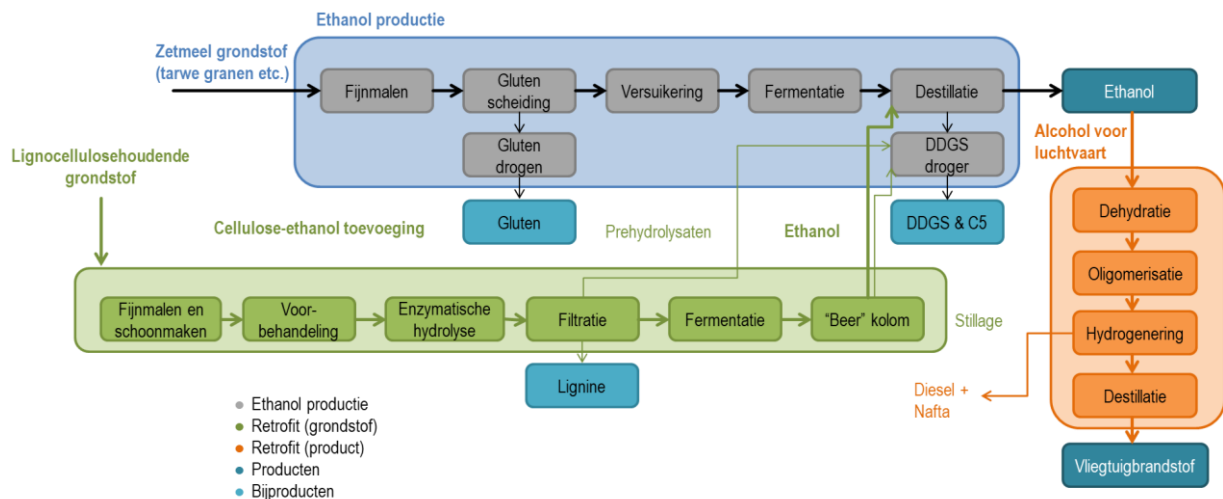 Ethanol productie
Zetmeel grondstof
(tarwe granen etc.)
Fijnmalen
Gluten
scheiding
Versuikering
Fermentatie
Destillatie
Ethanol
Gluten
drogen
DDGS
droger
Alcohol voor
luchtvaart
Lignocellulosehoudende
grondstof
Gluten
DDGS & C5
Dehydratie
Cellulose-ethanol toevoeging
Prehydrolysaten
Ethanol
Oligomerisatie
Fijnmalen en
schoonmaken
Voor-
behandeling
Enzymatische
hydrolyse
Filtratie
Fermentatie
“Beer” kolom
Stillage
Hydrogenering
Lignine
Diesel +
Nafta
Destillatie
Ethanol productie
Retrofit (grondstof)
Retrofit (product)
Producten
Bijproducten
Vliegtuigbrandstof